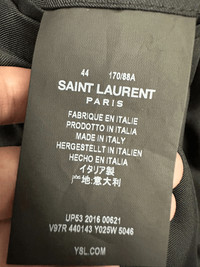 44 170/88A
SAINT LAURENT
PARIS
FABRIQUE EN ITALIE
PRODOTTO IN ITALIA
MADE IN ITALY
HERGESTELLT IN ITALIEN
HECHO EN ITALIA
イタリア製
产地:意大利
UP53 2016 00621
V97R 440143 Y025W 5046
YSL.COM